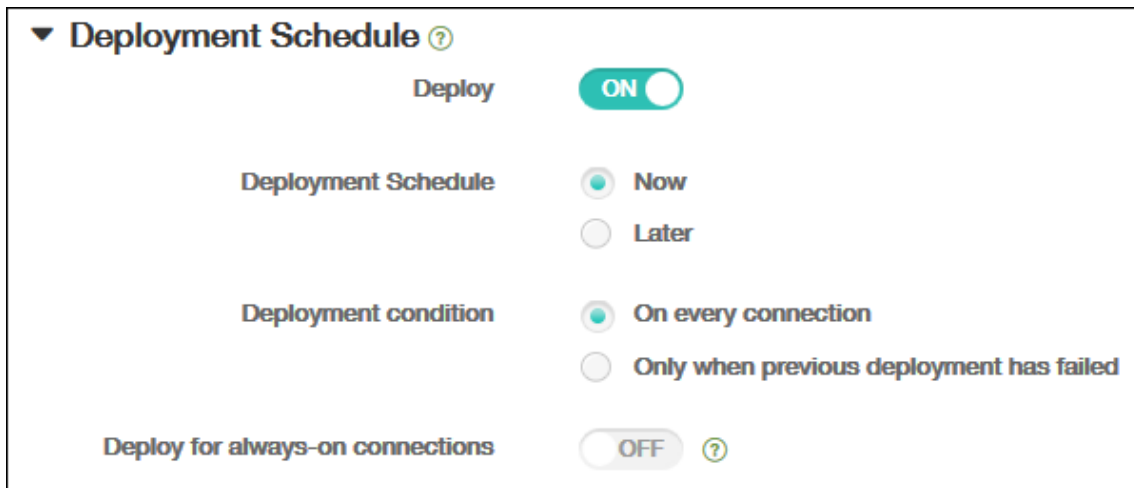 Deployment Schedule ?
Deploy ON
Deployment Schedule Now
Later
Deployment condition On every connection
Only when previous deployment has failed
Deploy for always-on connections OFF ?